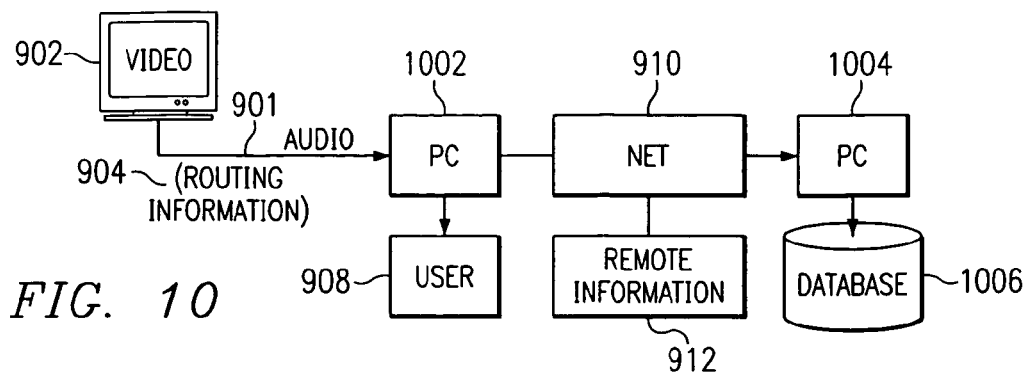 902
VIDEO
901
AUDIO
904
(ROUTING
INFORMATION)
1002
PC
910
NET
1004
PC
908
USER
REMOTE
INFORMATION
912
DATABASE
1006
FIG. 10